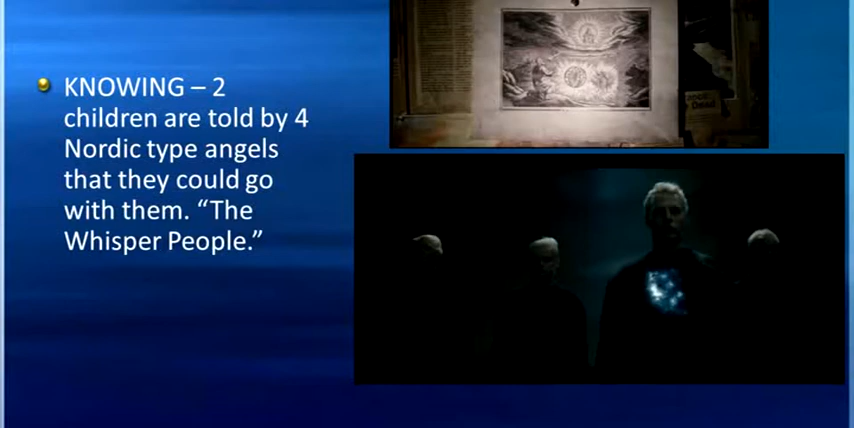 KNOWING – 2
children are told by 4
Nordic type angels
that they could go
with them. “The
Whisper People.”